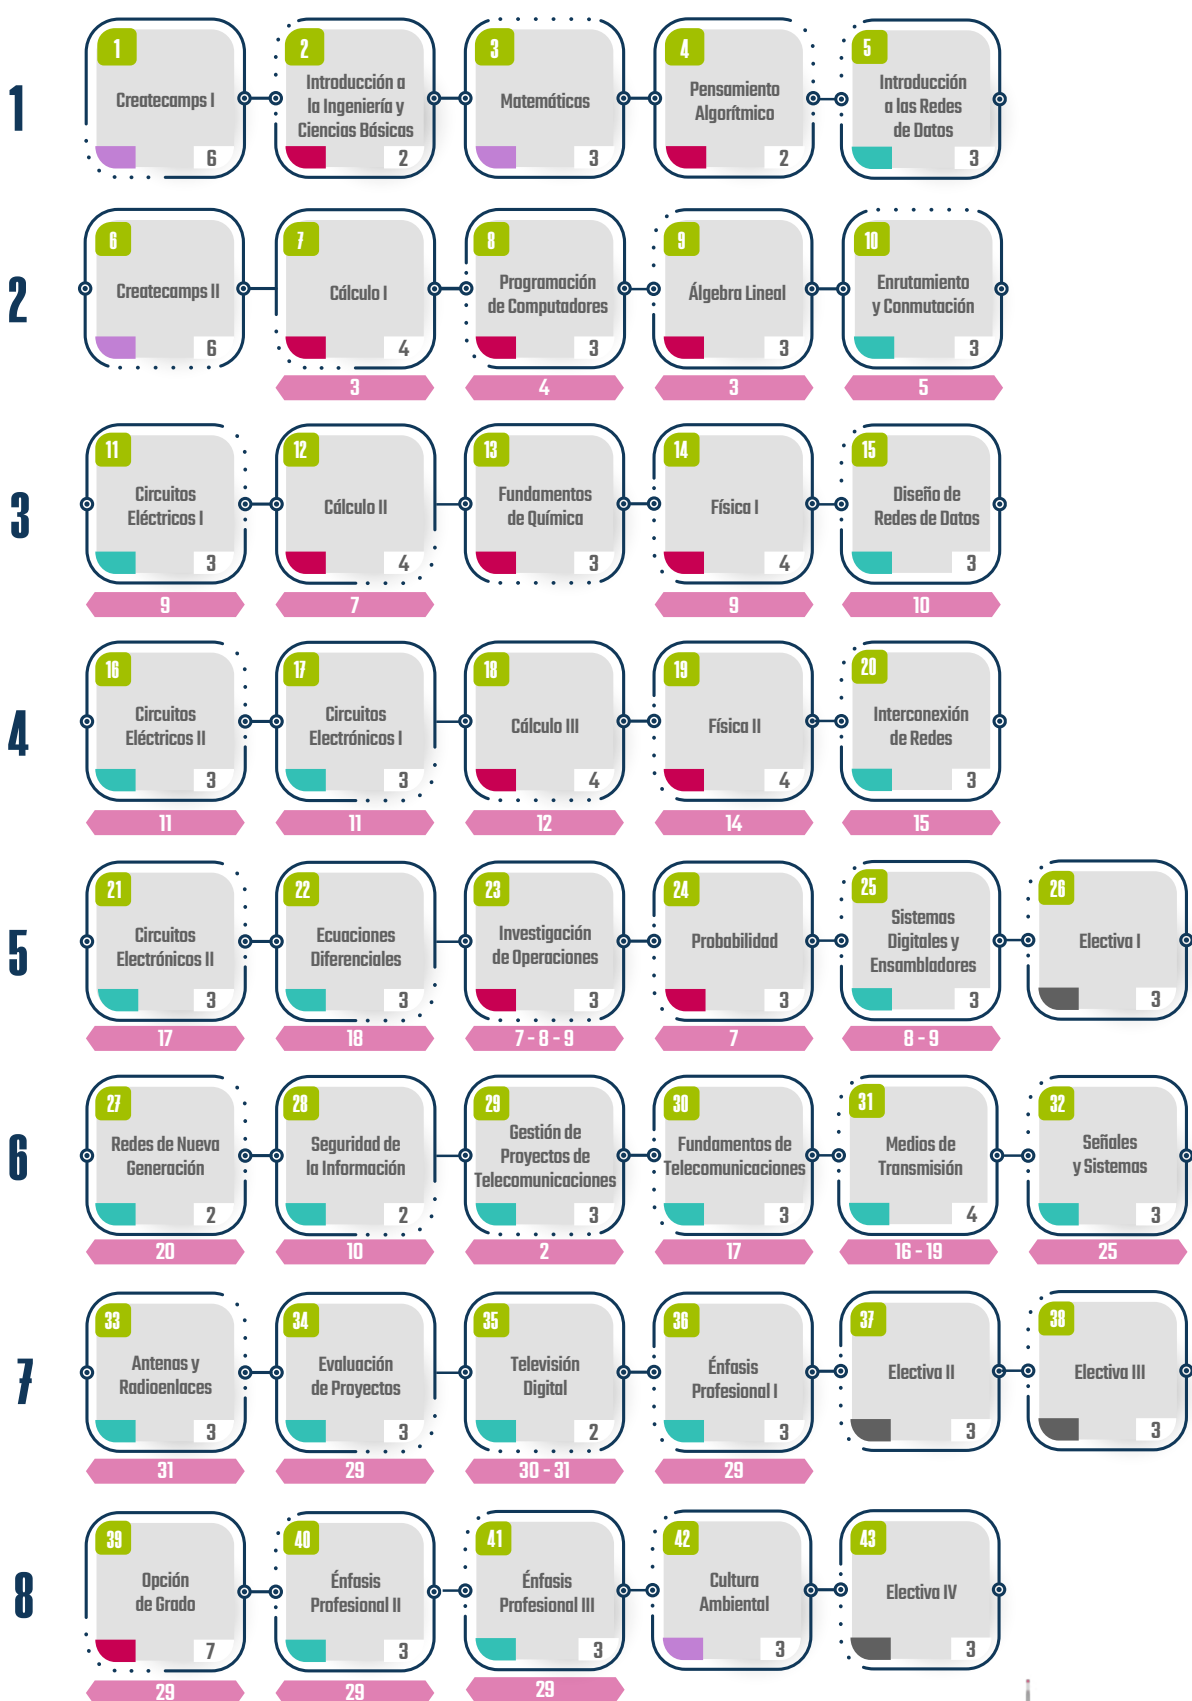 1
1
Createcamps I
6
2
Introducción a
la Ingeniería y
Ciencias Básicas
2
3
Matemáticas
3
4
Pensamiento
Algorítmico
2
5
Introducción
a las Redes
de Datos
3
2
6
Createcamps II
6
7
Cálculo I
4
3
8
Programación
de Computadores
3
4
9
Álgebra Lineal
3
3
10
Enrutamiento
y Conmutación
3
5
3
11
Circuitos
Eléctricos I
3
9
12
Cálculo II
4
7
13
Fundamentos
de Química
3
14
Física I
4
9
15
Diseño de
Redes de Datos
3
10
4
16
Circuitos
Eléctricos II
3
11
17
Circuitos
Electrónicos I
3
11
18
Cálculo III
4
12
19
Física II
4
14
20
Interconexión
de Redes
3
15
5
21
Circuitos
Electrónicos II
3
17
22
Ecuaciones
Diferenciales
3
18
23
Investigación
de Operaciones
3
7 - 8 - 9
24
Probabilidad
3
7
25
Sistemas
Digitales y
Ensambladores
3
8 - 9
26
Electiva I
3
6
27
Redes de Nueva
Generación
2
20
28
Seguridad de
la Información
2
10
29
Gestión de
Proyectos de
Telecomunicaciones
3
2
30
Fundamentos de
Telecomunicaciones
3
17
31
Medios de
Transmisión
4
16 - 19
32
Señales
y Sistemas
3
25
7
33
Antenas y
Radioenlaces
3
31
34
Evaluación
de Proyectos
3
29
35
Televisión
Digital
2
30 - 31
36
Énfasis
Profesional I
3
29
37
Electiva II
3
38
Electiva III
3
8
39
Opción
de Grado
7
29
40
Énfasis
Profesional II
3
29
41
Énfasis
Profesional III
3
29
42
Cultura
Ambiental
3
43
Electiva IV
3